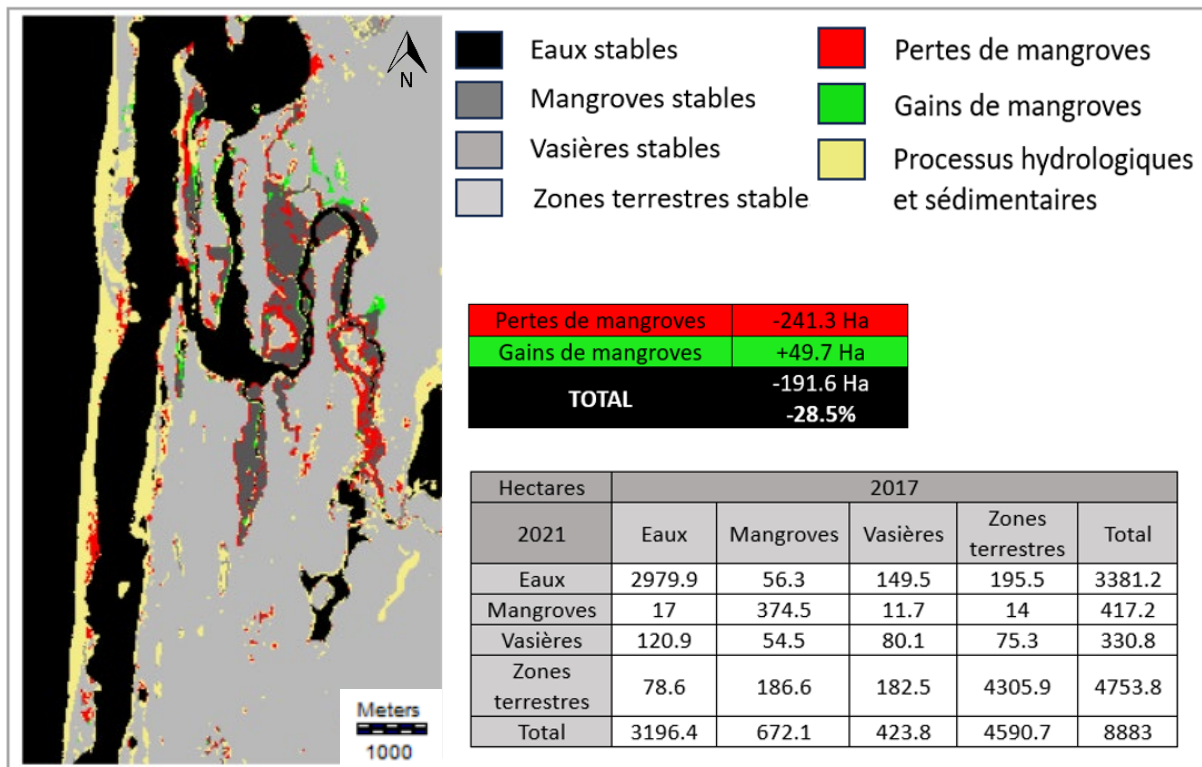 N
Meters
1000
Eaux stables
Mangroves stables
Vasières stables
Zones terrestres stable
Pertes de mangroves
Gains de mangroves
Processus hydrologiques
et sédimentaires
Pertes de mangroves -241.3 Ha
Gains de mangroves +49.7 Ha
TOTAL -191.6 Ha
-28.5%
Hectares 2017
2021 Eaux Mangroves Vasières Zones terrestres Total
Eaux 2979.9 56.3 149.5 195.5 3381.2
Mangroves 17 374.5 11.7 14 417.2
Vasières 120.9 54.5 80.1 75.3 330.8
Zones terrestres 78.6 186.6 182.5 4305.9 4753.8
Total 3196.4 672.1 423.8 4590.7 8883